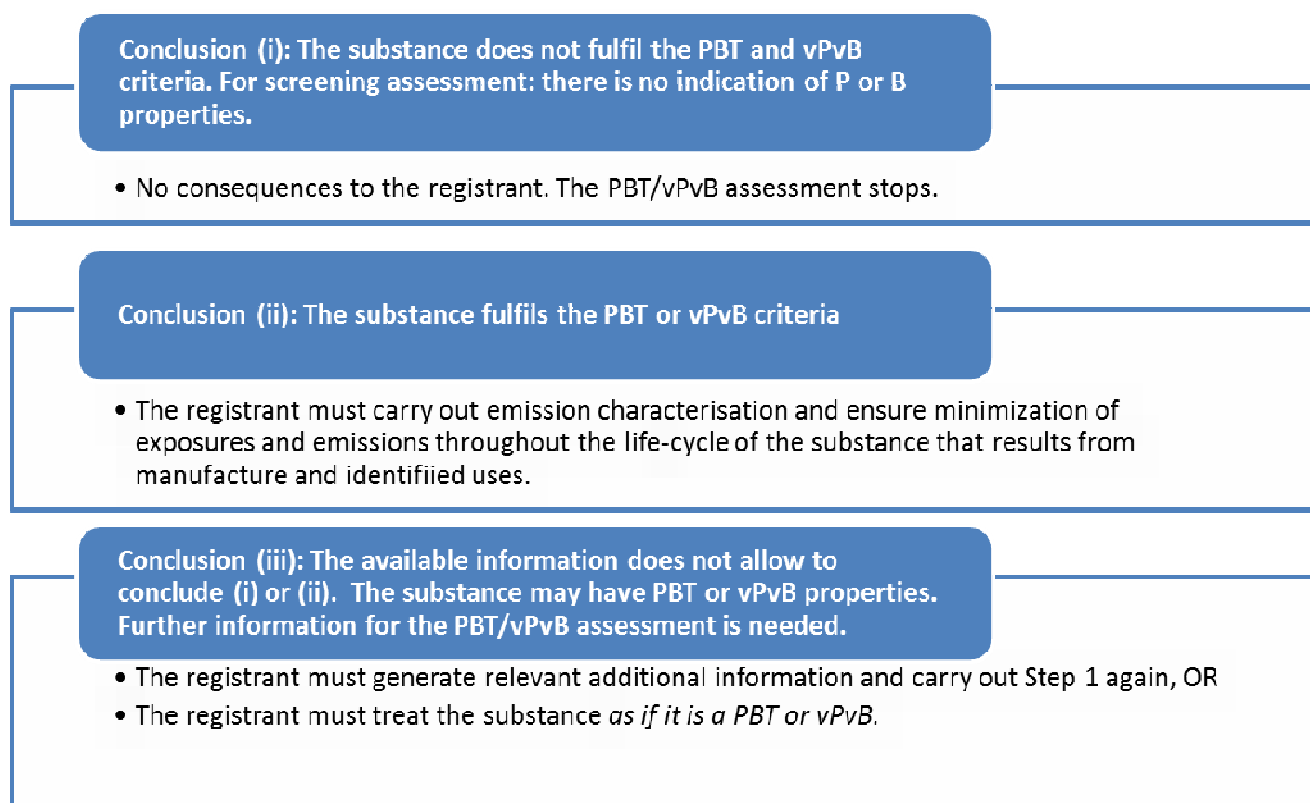 Conclusion (i): The substance does not fulfil the PBT and vPvB
criteria. For screening assessment: there is no indication of P or B
properties.
• No consequences to the registrant. The PBT/vPvB assessment stops.
Conclusion (ii): The substance fulfils the PBT or vPvB criteria
• The registrant must carry out emission characterisation and ensure minimization of
exposures and emissions throughout the life-cycle of the substance that results from
manufacture and identifiied uses.
Conclusion (iii): The available information does not allow to
conclude (i) or (ii).  The substance may have PBT or vPvB properties.
Further information for the PBT/vPvB assessment is needed.
• The registrant must generate relevant additional information and carry out Step 1 again, OR
• The registrant must treat the substance as if it is a PBT or vPvB.